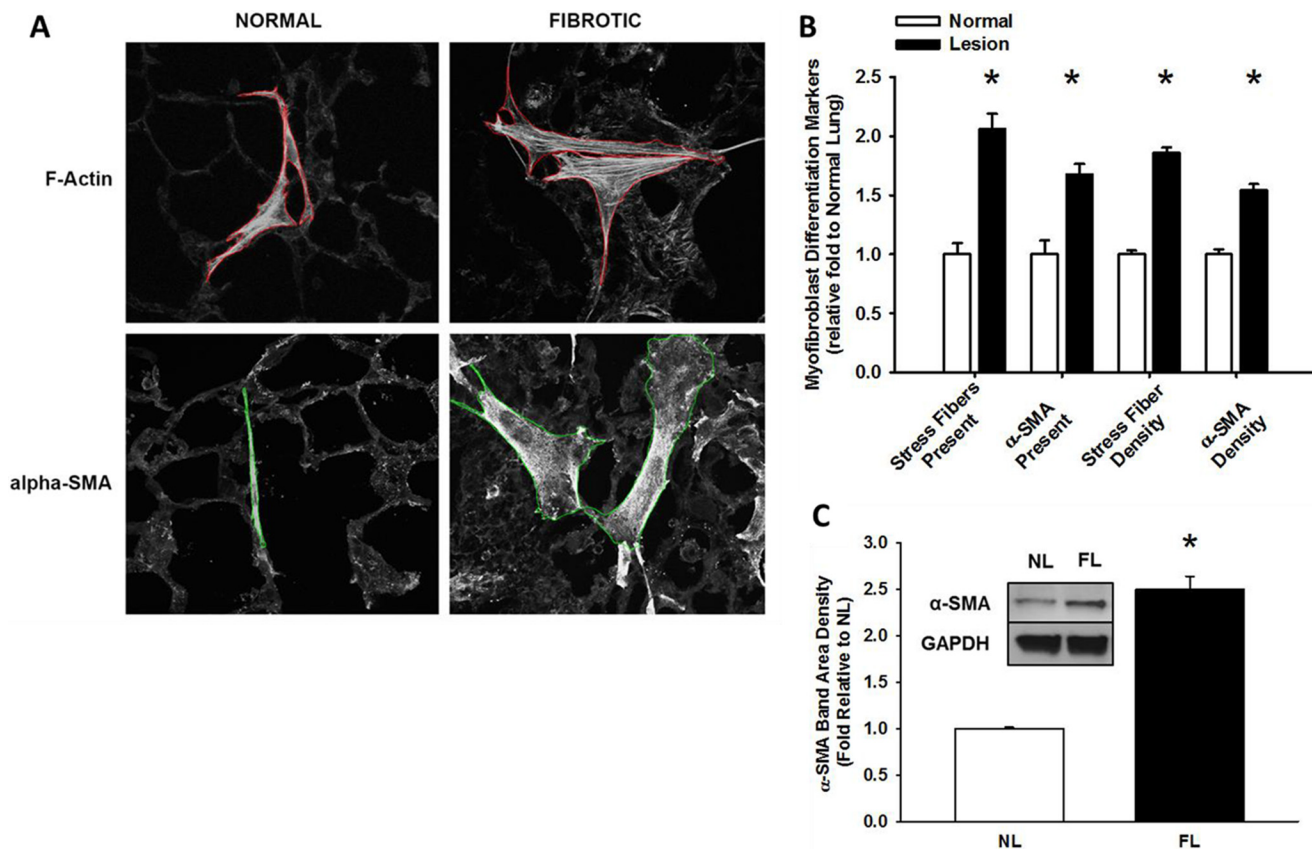 A
NORMAL
FIBROTIC
F-Actin
alpha-SMA
B
Normal
Lesion
Myofibroblast Differentiation Markers
(relative fold to Normal Lung)
2.5
2.0
1.5
1.0
0.5
0.0
*
*
*
*
Stress Fibers
Present
α-SMA
Present
Stress Fiber
Density
α-SMA
Density
C
α-SMA Band Area Density
(Fold Relative to NL)
3.0
2.5
2.0
1.5
1.0
0.5
0.0
NL
FL
*
α-SMA
GAPDH
NL
FL